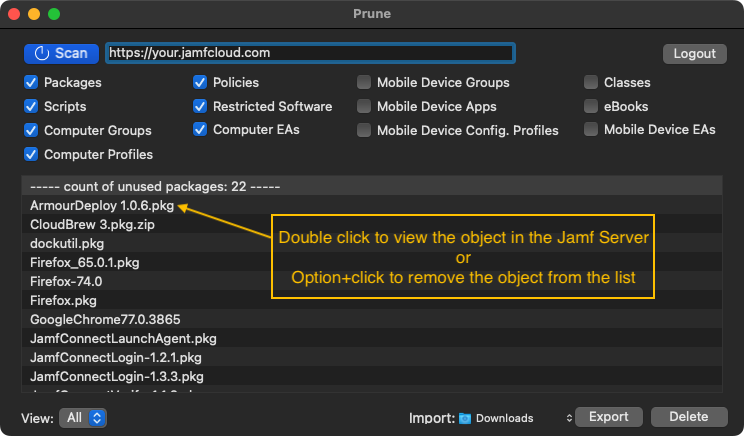 Prune
Scan https://your.jamfcloud.com Logout
Packages Policies Mobile Device Groups Classes
Scripts Restricted Software Mobile Device Apps eBooks
Computer Groups Computer EAs Mobile Device Config. Profiles Mobile Device EAs
Computer Profiles
----- count of unused packages: 22 -----
ArmourDeploy 1.0.6.pkg
CloudBrew 3.pkg.zip
dockutil.pkg
Firefox_65.0.1.pkg
Firefox-74.0
Firefox.pkg
GoogleChrome77.0.3865
JamfConnectLaunchAgent.pkg
JamfConnectLogin-1.2.1.pkg
JamfConnectLogin-1.3.3.pkg
Double click to view the object in the Jamf Server
or
Option+click to remove the object from the list
View: All Import: Downloads Export Delete